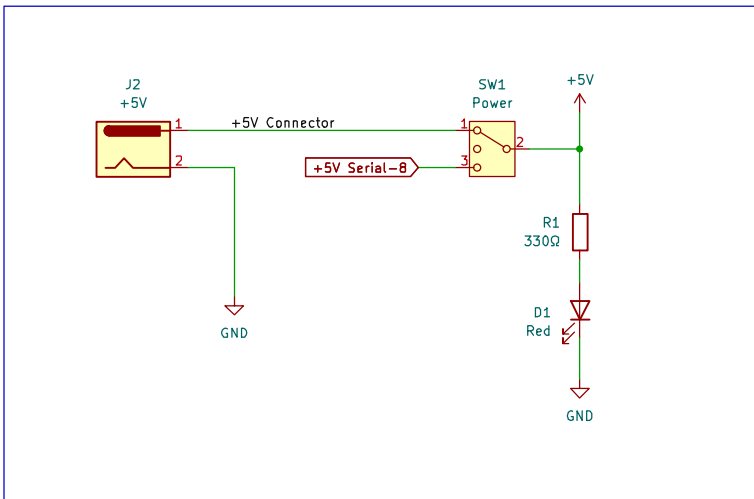 J2
+5V
1
2
+5V Connector
+5V Serial-8
SW1
Power
1
2
3
+5V
R1
330Ω
D1
Red
GND
GND